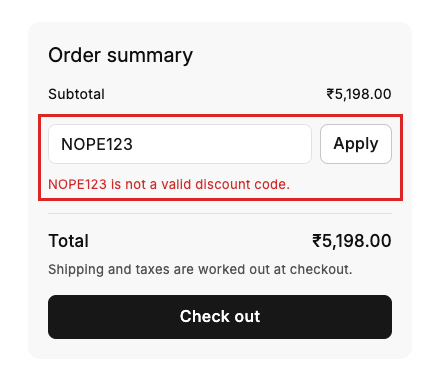 Order summary
Subtotal ₹5,198.00
NOPE123 Apply
NOPE123 is not a valid discount code.
Total ₹5,198.00
Shipping and taxes are worked out at checkout.
Check out